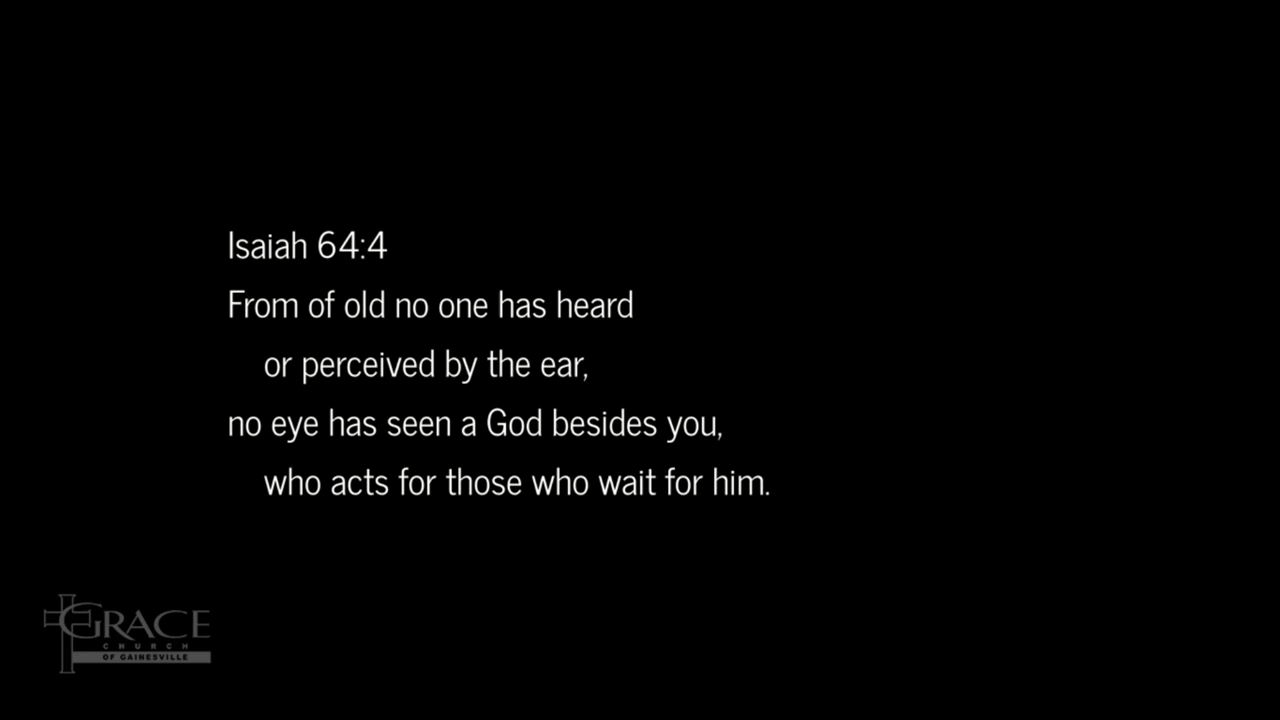 Isaiah 64:4
From of old no one has heard
or perceived by the ear,
no eye has seen a God besides you,
who acts for those who wait for him.
GRACE
CHURCH
OF GAINESVILLE